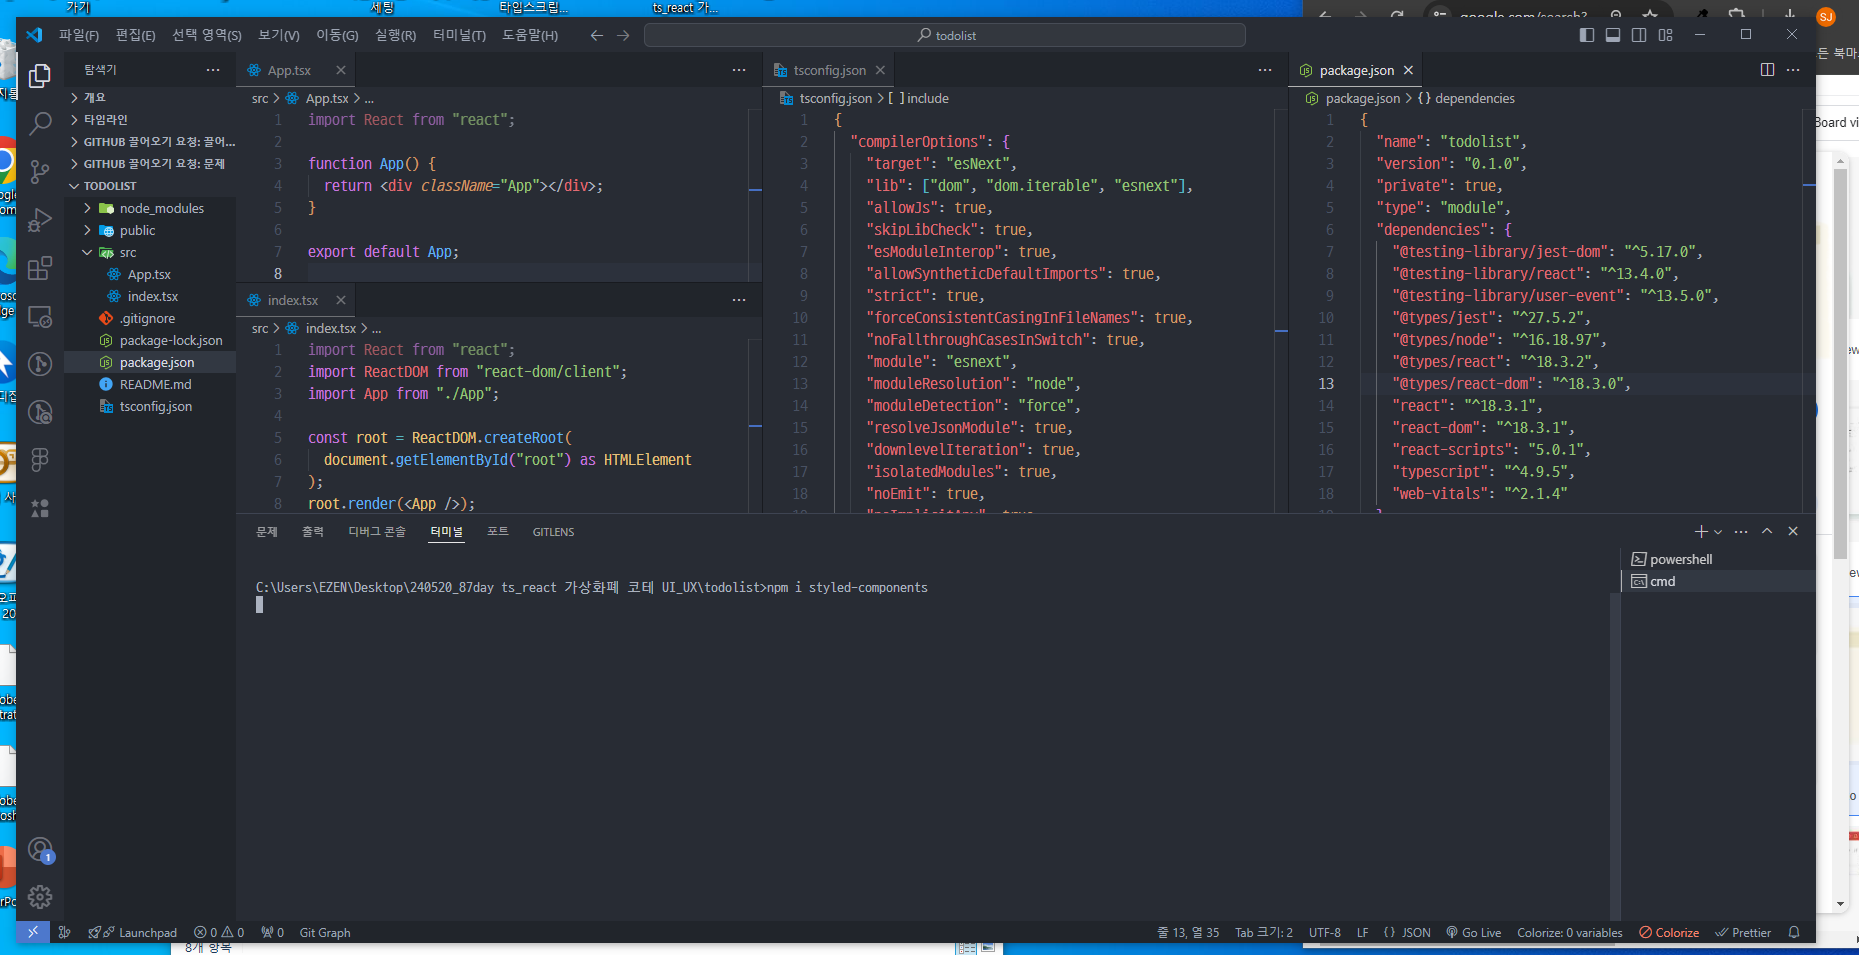 가기
세팅
타입스크립...
ts_react 가...
google.com/search?
SJ
파일(F) 편집(E) 선택 영역(S) 보기(V) 이동(G) 실행(R) 터미널(T) 도움말(H)
todolist
탐색기
개요
타임라인
GITHUB 끌어오기 요청: 끌어...
GITHUB 끌어오기 요청: 문제
TODOLIST
node_modules
public
src
App.tsx
index.tsx
.gitignore
package-lock.json
package.json
README.md
tsconfig.json
App.tsx
src > App.tsx > ...
1 import React from "react";
2
3 function App() {
4 return <div className="App"></div>;
5 }
6
7 export default App;
8
index.tsx
src > index.tsx > ...
1 import React from "react";
2 import ReactDOM from "react-dom/client";
3 import App from "./App";
4
5 const root = ReactDOM.createRoot(
6 document.getElementById("root") as HTMLElement
7 );
8 root.render(<App />);
tsconfig.json
tsconfig.json > [ ] include
1 {
2 "compilerOptions": {
3 "target": "esNext",
4 "lib": ["dom", "dom.iterable", "esnext"],
5 "allowJs": true,
6 "skipLibCheck": true,
7 "esModuleInterop": true,
8 "allowSyntheticDefaultImports": true,
9 "strict": true,
10 "forceConsistentCasingInFileNames": true,
11 "noFallthroughCasesInSwitch": true,
12 "module": "esnext",
13 "moduleResolution": "node",
14 "moduleDetection": "force",
15 "resolveJsonModule": true,
16 "downlevelIteration": true,
17 "isolatedModules": true,
18 "noEmit": true,
19 "noImplicitAny": true,
package.json
package.json > { } dependencies
1 {
2 "name": "todolist",
3 "version": "0.1.0",
4 "private": true,
5 "type": "module",
6 "dependencies": {
7 "@testing-library/jest-dom": "^5.17.0",
8 "@testing-library/react": "^13.4.0",
9 "@testing-library/user-event": "^13.5.0",
10 "@types/jest": "^27.5.2",
11 "@types/node": "^16.18.97",
12 "@types/react": "^18.3.2",
13 "@types/react-dom": "^18.3.0",
14 "react": "^18.3.1",
15 "react-dom": "^18.3.1",
16 "react-scripts": "5.0.1",
17 "typescript": "^4.9.5",
18 "web-vitals": "^2.1.4"
문제 출력 디버그 콘솔 터미널 포트 GITLENS
C:\Users\EZEN\Desktop\240520_87day ts_react 가상화폐 코테 UI_UX\todolist>npm i styled-components
powershell
cmd
1
Launchpad 0 0 0 Git Graph
줄 13, 열 35 Tab 크기: 2 UTF-8 LF { } JSON Go Live Colorize: 0 variables Colorize Prettier
8개 항목
Board vi